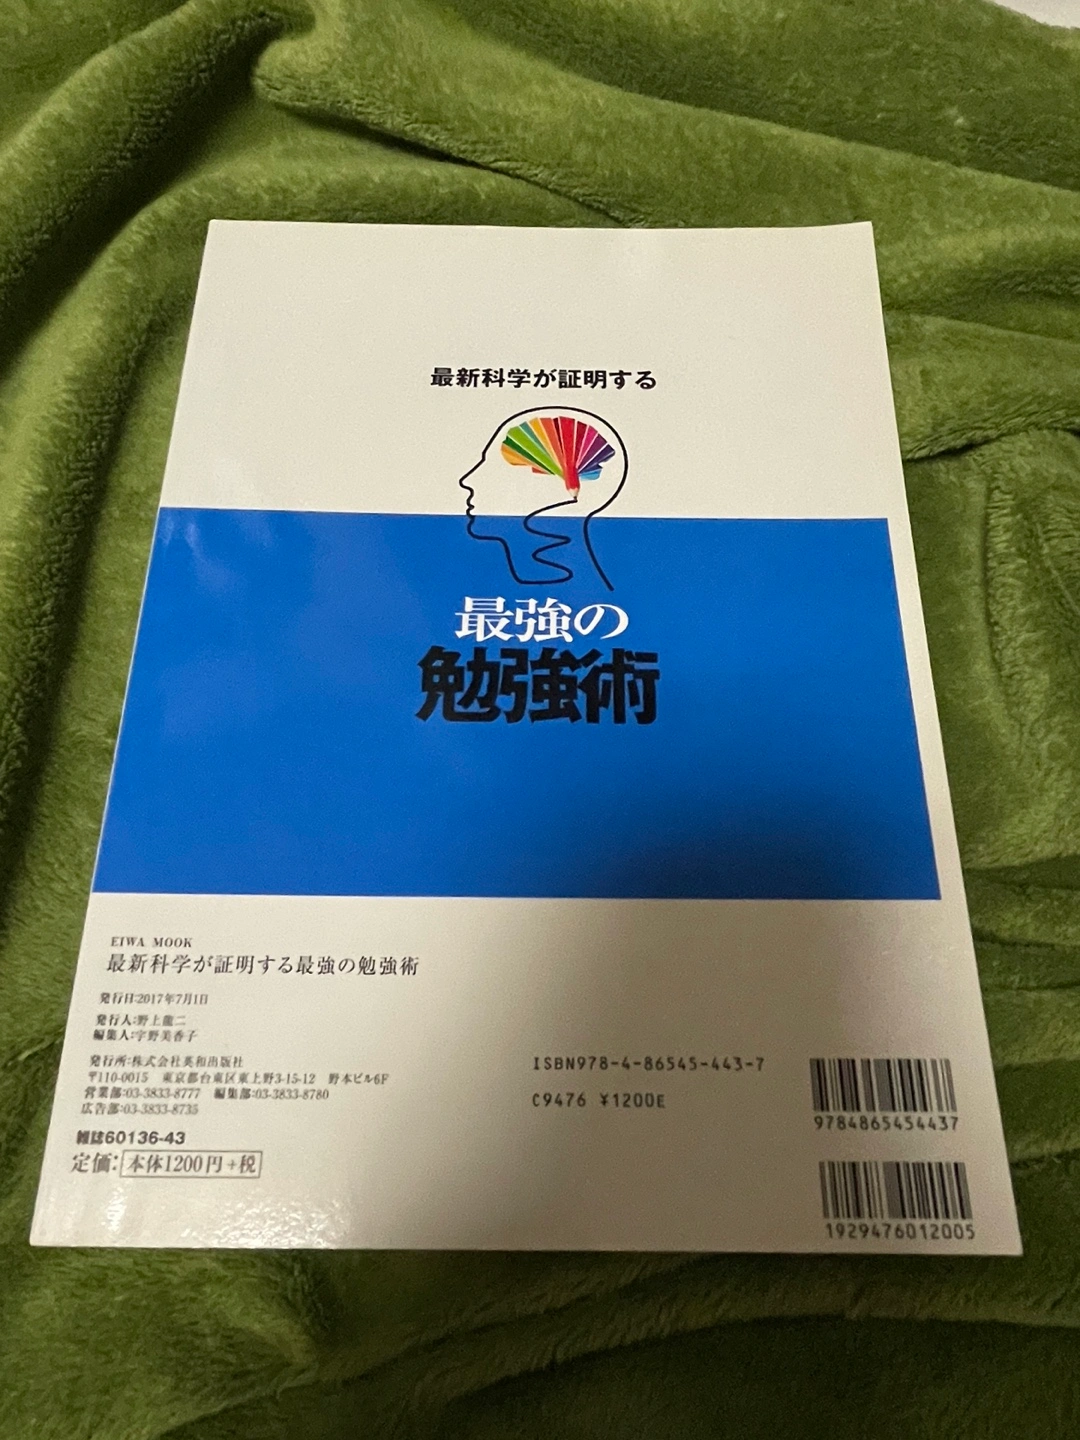 最新科学が証明する
最強の
勉強術
EIWA MOOK
最新科学が証明する最強の勉強術
発行日:2017年7月1日
発行人:野上龍二
編集人:宇野美香子
発行所:株式会社英和出版社
〒110-0015 東京都台東区東上野3-15-12 野本ビル6F
営業部:03-3833-8777 編集部:03-3833-8780
広告部:03-3833-8735
雑誌60136-43
定価:本体1200円+税
ISBN978-4-86545-443-7
C9476 ¥1200E
9784865454437
1929476012005